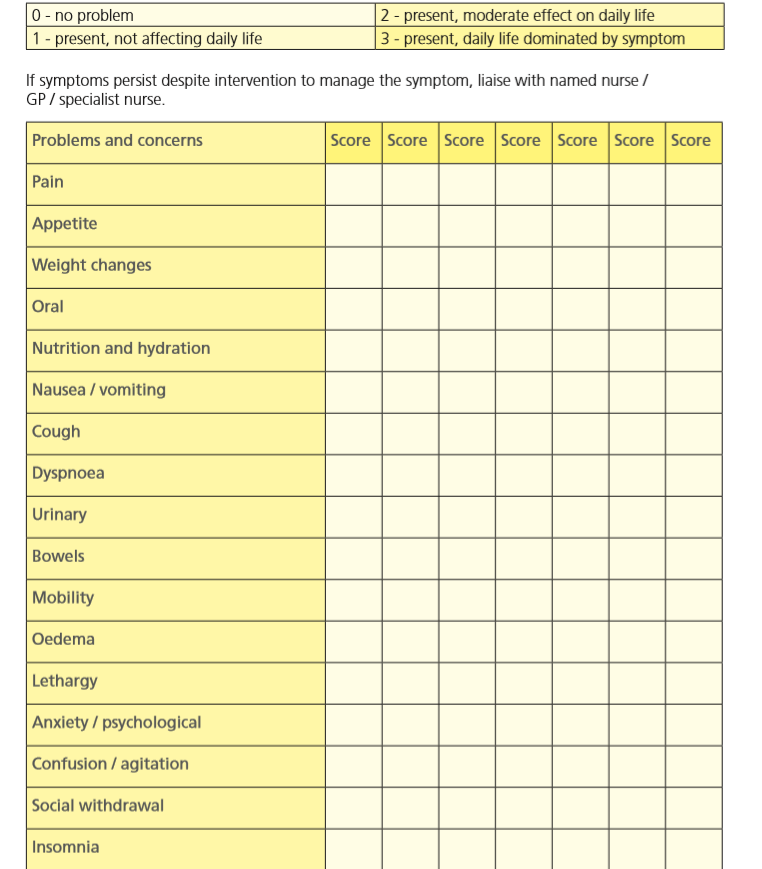 0 - no problem 2 - present, moderate effect on daily life
1 - present, not affecting daily life 3 - present, daily life dominated by symptom
If symptoms persist despite intervention to manage the symptom, liaise with named nurse /
GP / specialist nurse.
Problems and concerns Score Score Score Score Score Score Score
Pain
Appetite
Weight changes
Oral
Nutrition and hydration
Nausea / vomiting
Cough
Dyspnoea
Urinary
Bowels
Mobility
Oedema
Lethargy
Anxiety / psychological
Confusion / agitation
Social withdrawal
Insomnia